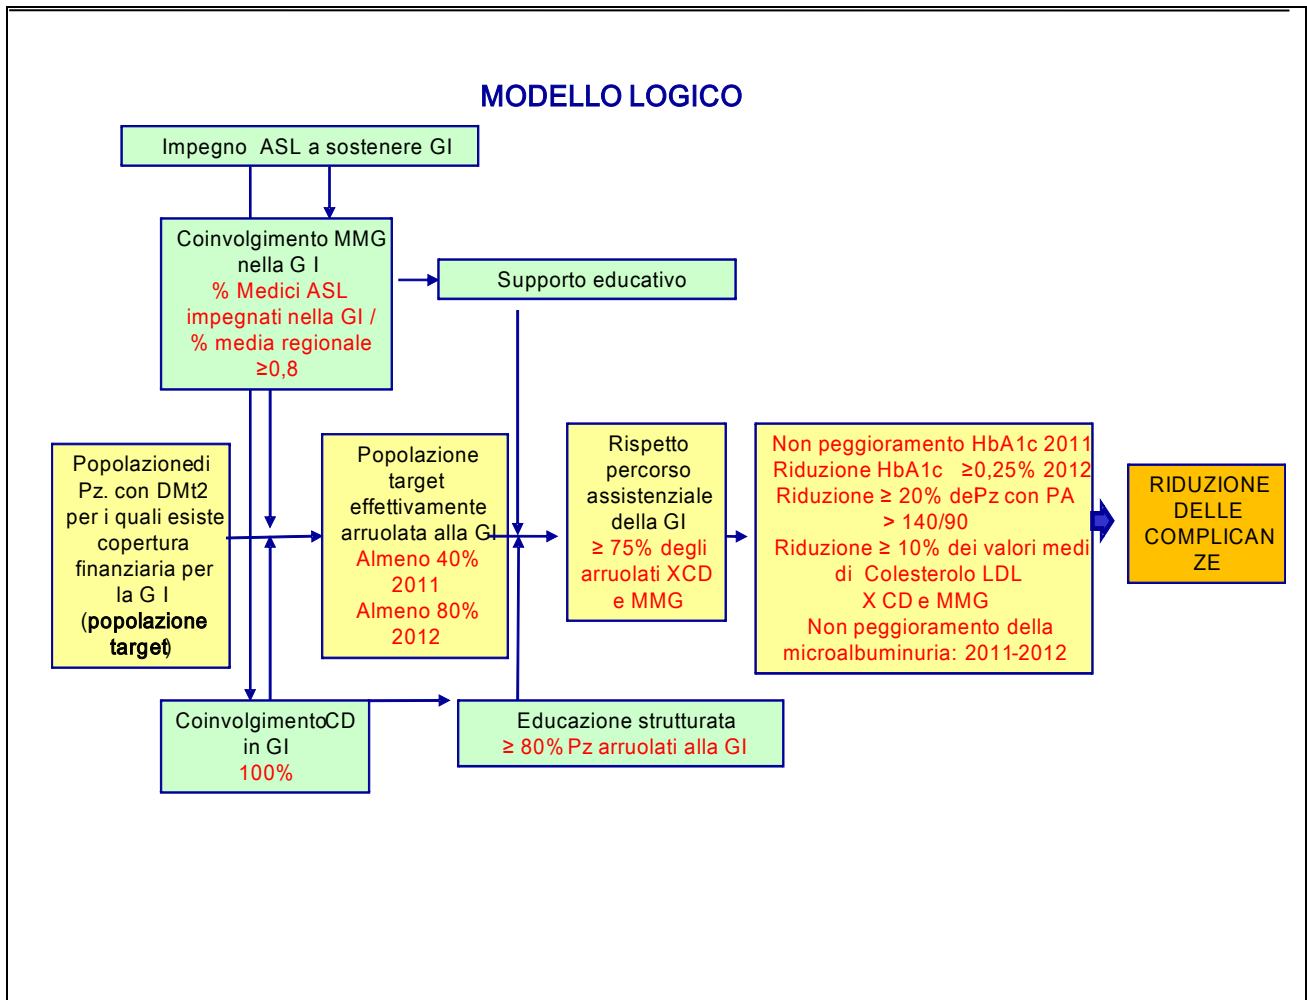 MODELLO LOGICO
Impegno ASL a sostenere GI
Coinvolgimento MMG
nella G I
% Medici ASL
impegnati nella GI /
% media regionale
≥0,8
Supporto educativo
Popolazionedi
Pz. con DMt2
per i quali esiste
copertura
finanziaria per
la G I
(popolazione
target)
Popolazione
target
effettivamente
arruolata alla GI
Almeno 40%
2011
Almeno 80%
2012
Rispetto
percorso
assistenziale
della GI
≥ 75% degli
arruolati XCD
e MMG
Non peggioramento HbA1c 2011
Riduzione HbA1c ≥0,25% 2012
Riduzione ≥ 20% dePz con PA
> 140/90
Riduzione ≥ 10% dei valori medi
di Colesterolo LDL
X CD e MMG
Non peggioramento della
microalbuminuria: 2011-2012
RIDUZIONE
DELLE
COMPLICAN
ZE
CoinvolgimentoCD
in GI
100%
Educazione strutturata
≥ 80% Pz arruolati alla GI